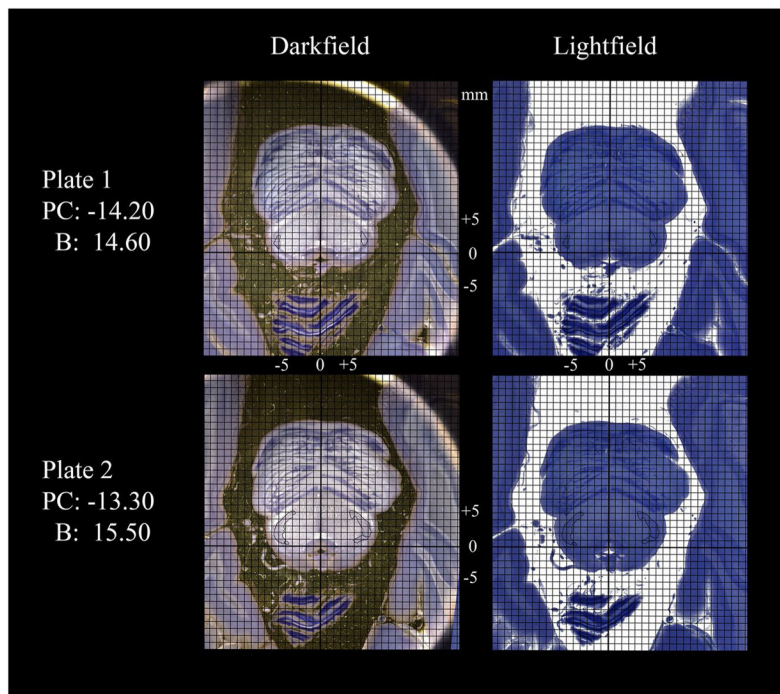 Darkfield
Lightfield
mm
Plate 1
PC: -14.20
B: 14.60
+5
0
-5
-5 0 +5
-5 0 +5
Plate 2
PC: -13.30
B: 15.50
+5
0
-5